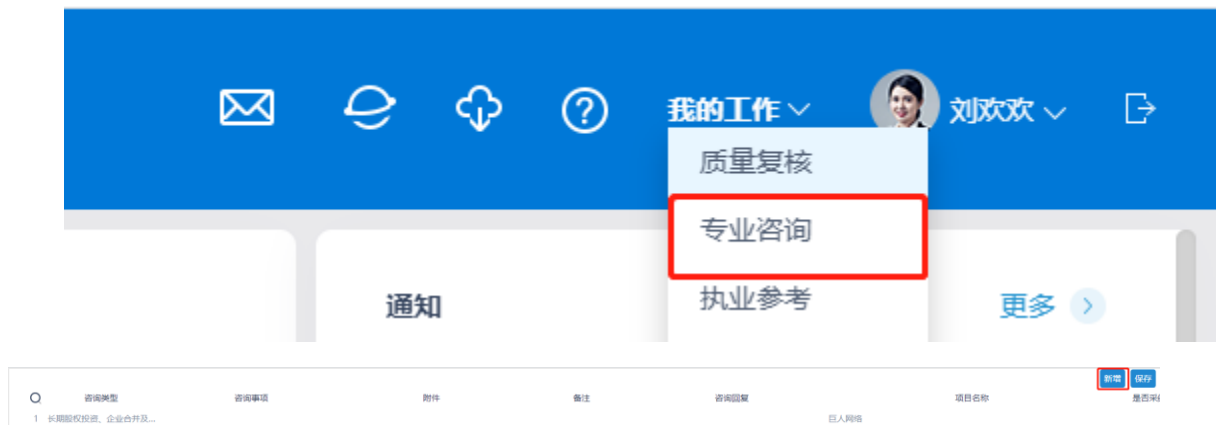 我的工作 刘欢欢
质量复核
专业咨询
通知 执业参考 更多
新增 保存
咨询类型 咨询事项 附件 备注 咨询回复 项目名称 是否采
1 长期股权投资、企业合并及... 巨人网络